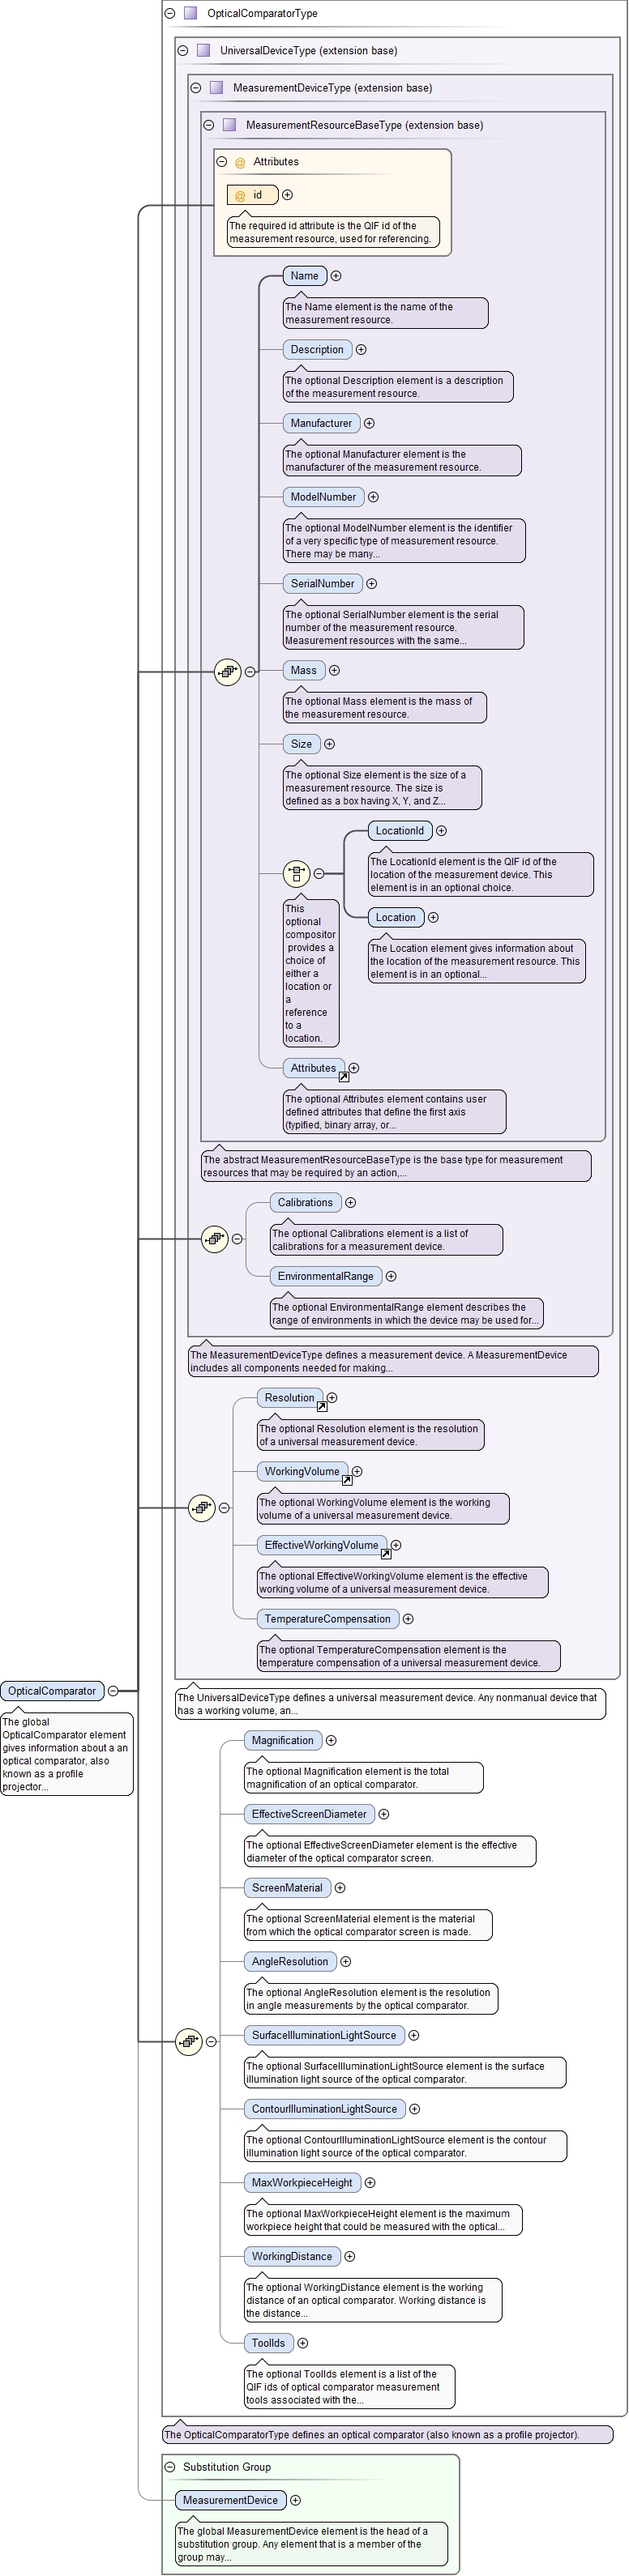 OpticalComparatorType
UniversalDeviceType (extension base)
MeasurementDeviceType (extension base)
MeasurementResourceBaseType (extension base)
@ Attributes
@ id
The required id attribute is the QIF id of the
measurement resource, used for referencing.
Name
The Name element is the name of the
measurement resource.
Description
The optional Description element is a description
of the measurement resource.
Manufacturer
The optional Manufacturer element is the
manufacturer of the measurement resource.
ModelNumber
The optional ModelNumber element is the identifier
of a very specific type of measurement resource.
There may be many...
SerialNumber
The optional SerialNumber element is the serial
number of the measurement resource.
Measurement resources with the same...
Mass
The optional Mass element is the mass of
the measurement resource.
Size
The optional Size element is the size of a
measurement resource. The size is
defined as a box having X, Y, and Z...
LocationId
The LocationId element is the QIF id of the
location of the measurement device. This
element is in an optional choice.
Location
The Location element gives information about
the location of the measurement resource. This
element is in an optional...
This
optional
compositor
provides a
choice of
either a
location or
a
reference
to a
location.
Attributes
The optional Attributes element contains user
defined attributes that define the first axis
(typified, binary array, or...
The abstract MeasurementResourceBaseType is the base type for measurement
resources that may be required by an action,...
Calibrations
The optional Calibrations element is a list of
calibrations for a measurement device.
EnvironmentalRange
The optional EnvironmentalRange element describes the
range of environments in which the device may be used for...
The MeasurementDeviceType defines a measurement device. A MeasurementDevice
includes all components needed for making...
Resolution
The optional Resolution element is the resolution
of a universal measurement device.
WorkingVolume
The optional WorkingVolume element is the working
volume of a universal measurement device.
EffectiveWorkingVolume
The optional EffectiveWorkingVolume element is the effective
working volume of a universal measurement device.
TemperatureCompensation
The optional TemperatureCompensation element is the
temperature compensation of a universal measurement device.
OpticalComparator
The global
OpticalComparator element
gives information about a an
optical comparator, also
known as a profile
projector...
The UniversalDeviceType defines a universal measurement device. Any nonmanual device that
has a working volume, an...
Magnification
The optional Magnification element is the total
magnification of an optical comparator.
EffectiveScreenDiameter
The optional EffectiveScreenDiameter element is the effective
diameter of the optical comparator screen.
ScreenMaterial
The optional ScreenMaterial element is the material
from which the optical comparator screen is made.
AngleResolution
The optional AngleResolution element is the resolution
in angle measurements by the optical comparator.
SurfaceIlluminationLightSource
The optional SurfaceIlluminationLightSource element is the surface
illumination light source of the optical comparator.
ContourIlluminationLightSource
The optional ContourIlluminationLightSource element is the contour
illumination light source of the optical comparator.
MaxWorkpieceHeight
The optional MaxWorkpieceHeight element is the maximum
workpiece height that could be measured with the optical...
WorkingDistance
The optional WorkingDistance element is the working
distance of an optical comparator. Working distance is
the distance...
ToolIds
The optional ToolIds element is a list of the
QIF ids of optical comparator measurement
tools associated with the...
The OpticalComparatorType defines an optical comparator (also known as a profile projector).
Substitution Group
MeasurementDevice
The global MeasurementDevice element is the head of a
substitution group. Any element that is a member of the
group may...